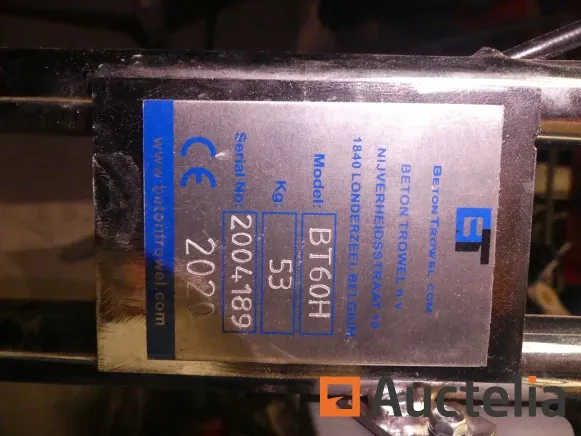 BT
BETONTROWEL.COM
BETON TROWEL n.v.
NIJVERHEIDSSTRAAT 10
1840 LONDERZEEL BELGIUM
Model: BT60H
Kg: 53
Serial No: 2004189
CE 2020
www.betontrowel.com
Auctelia